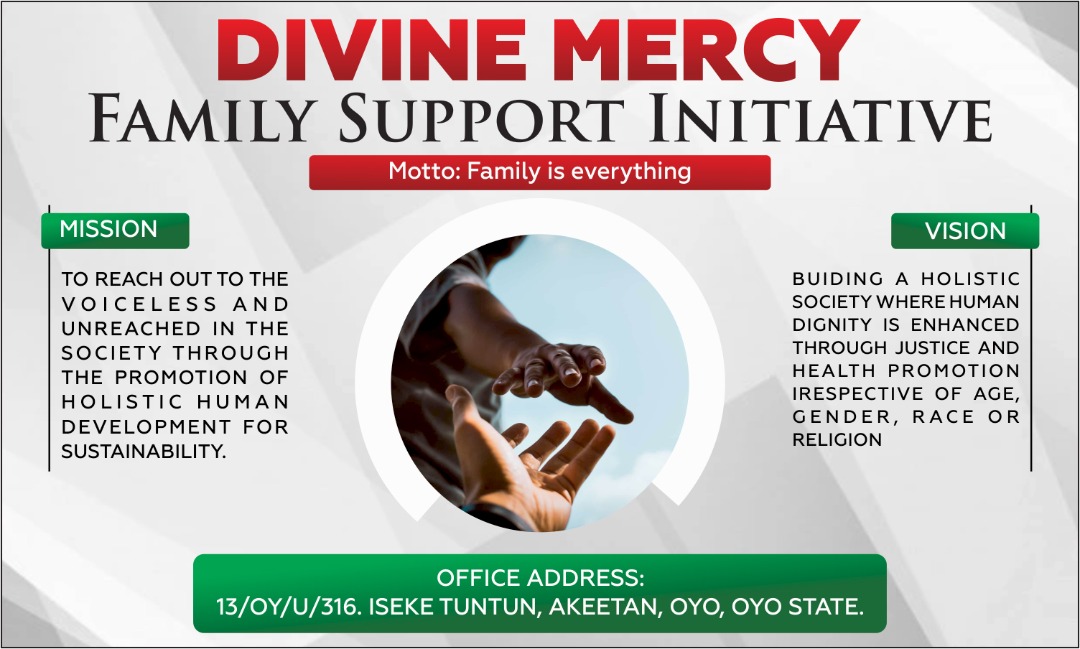 DIVINE MERCY
FAMILY SUPPORT INITIATIVE
Motto: Family is everything
MISSION
TO REACH OUT TO THE
VOICELESS AND
UNREACHED IN THE
SOCIETY THROUGH
THE PROMOTION OF
HOLISTIC HUMAN
DEVELOPMENT FOR
SUSTAINABILITY.
VISION
BUIDING A HOLISTIC
SOCIETY WHERE HUMAN
DIGNITY IS ENHANCED
THROUGH JUSTICE AND
HEALTH PROMOTION
IRESPECTIVE OF AGE,
GENDER, RACE OR
RELIGION
OFFICE ADDRESS:
13/OY/U/316. ISEKE TUNTUN, AKEETAN, OYO, OYO STATE.